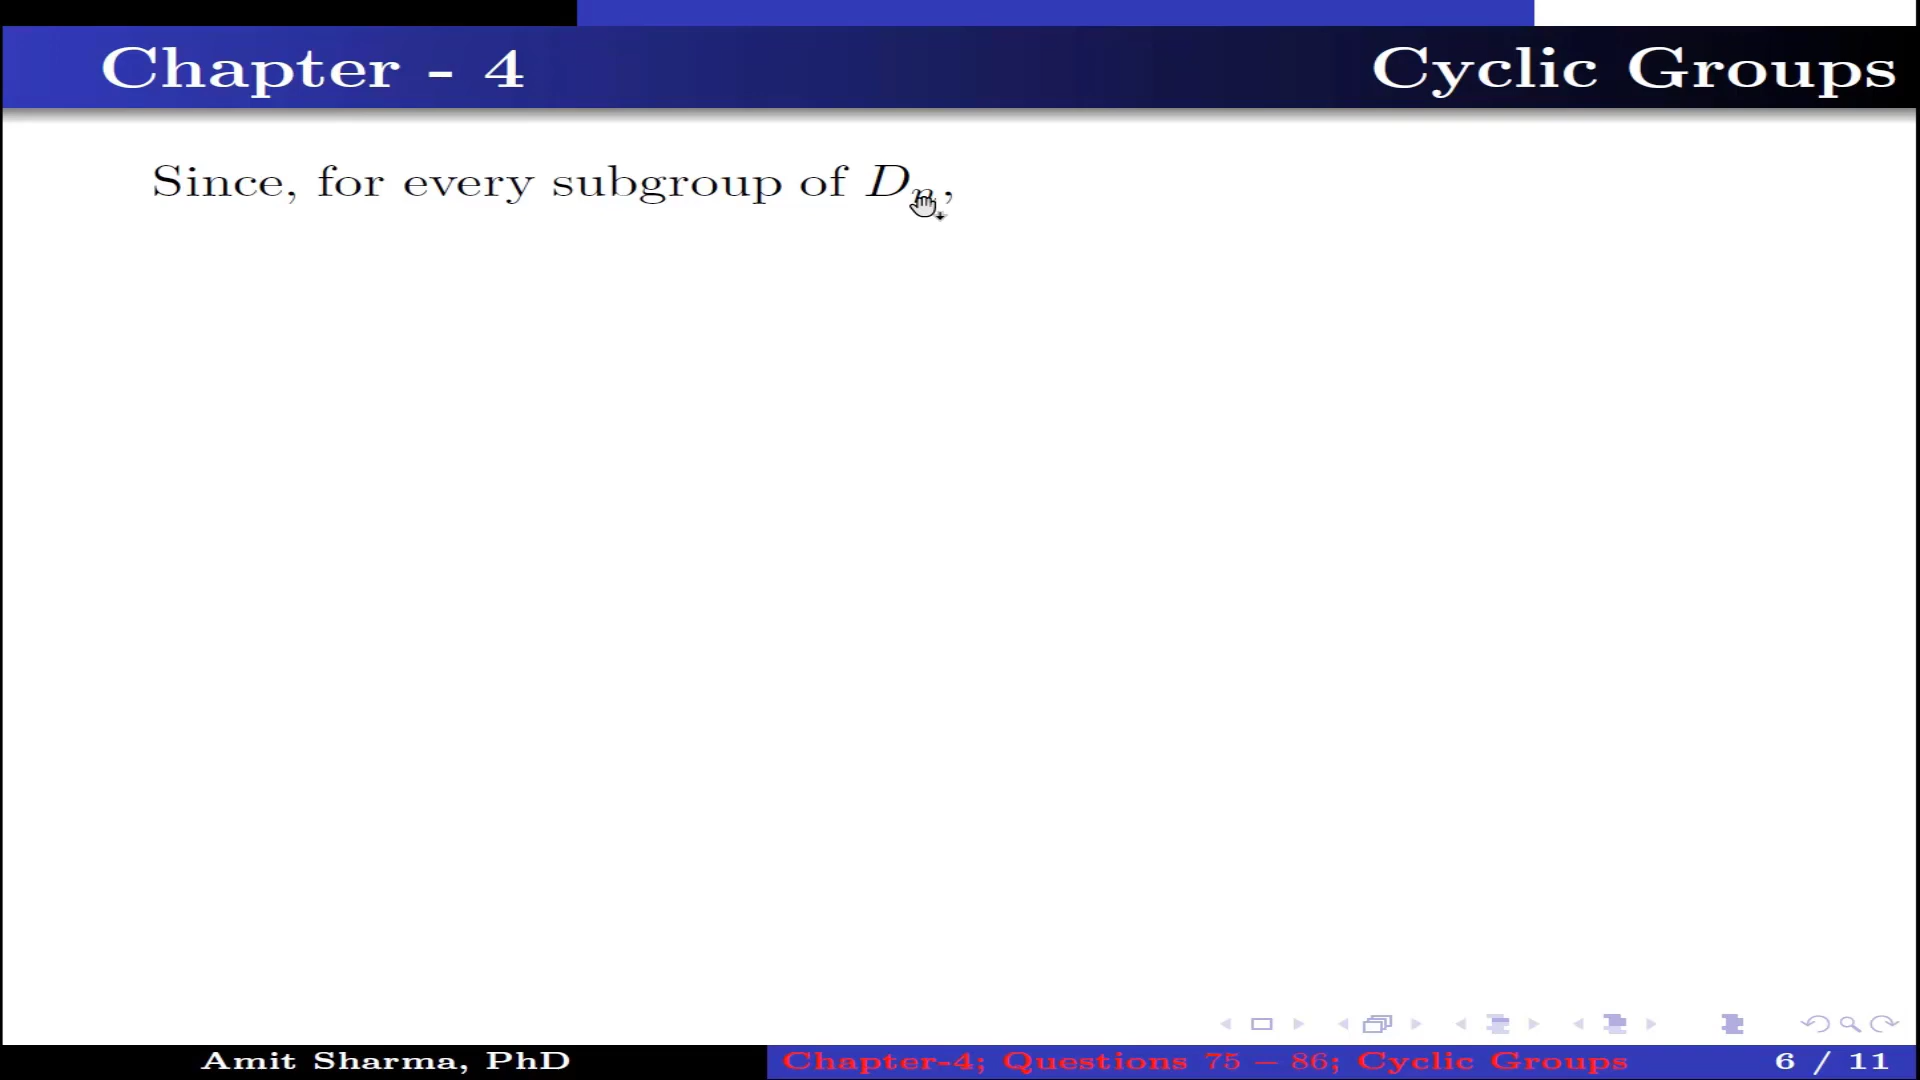 Chapter - 4 Cyclic Groups
Since, for every subgroup of Dₙ,
Amit Sharma, PhD Chapter-4; Questions 75 – 86; Cyclic Groups 6 / 11